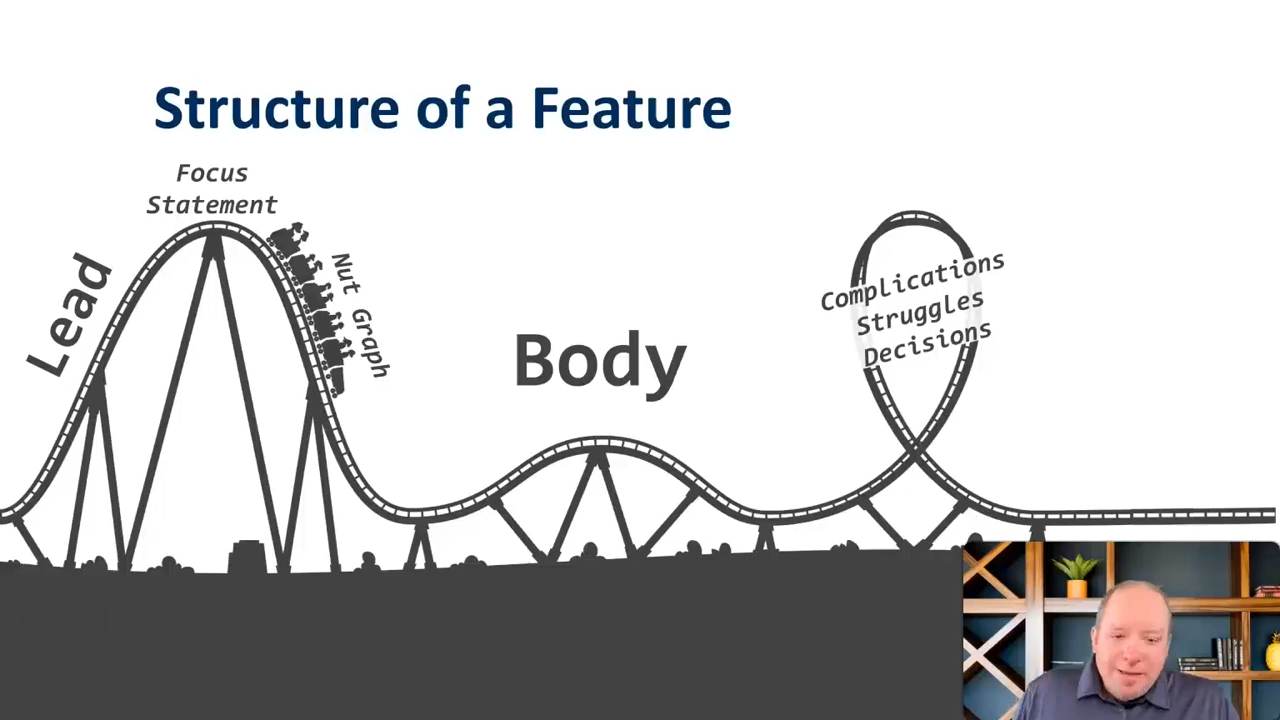 Structure of a Feature
Focus
Statement
Lead
Nut Graph
Body
Complications
Struggles
Decisions